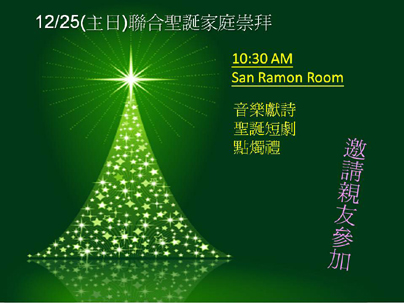 12/25(主日)聯合聖誕家庭崇拜
10:30 AM
San Ramon Room
音樂獻詩
聖誕短劇
點燭禮
邀請親友參加